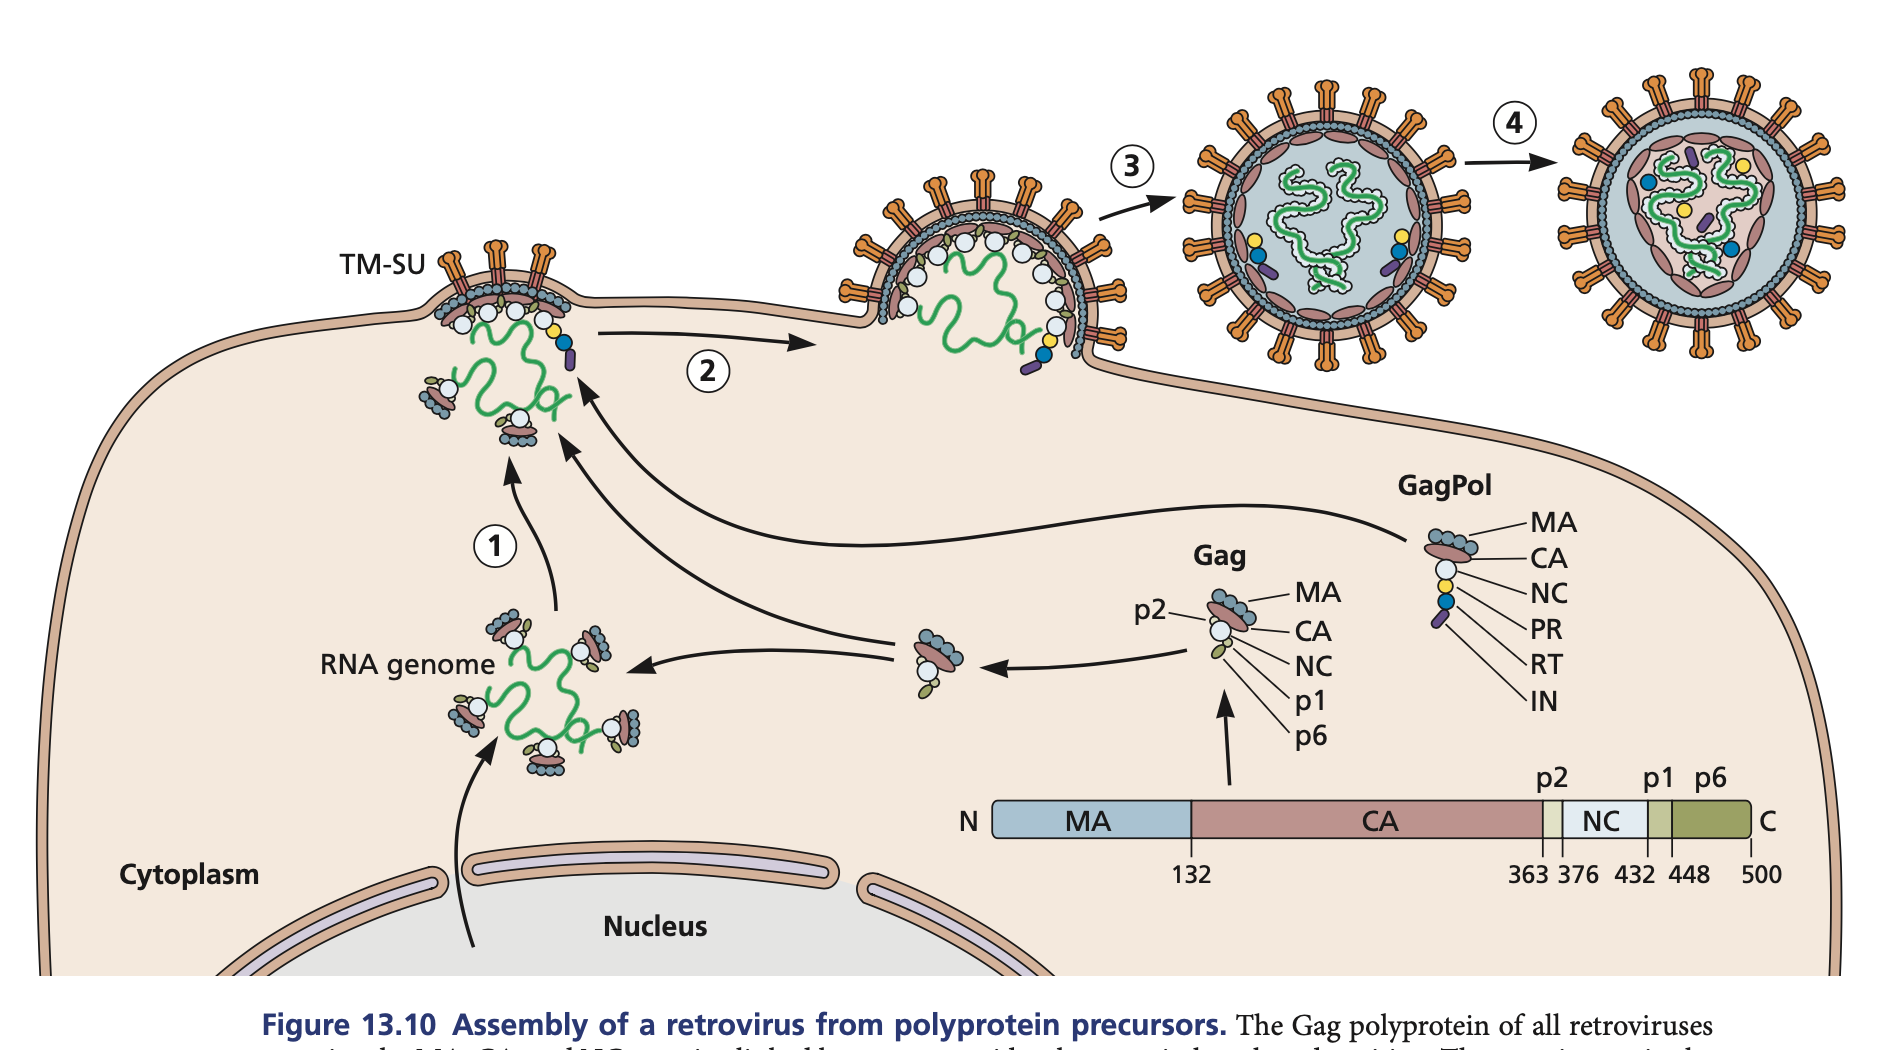 3
4
TM-SU
2
GagPol
MA
CA
NC
PR
RT
IN
1
Gag
p2
MA
CA
NC
p1
p6
RNA genome
p2 p1 p6
N MA CA NC C
132 363 376 432 448 500
Cytoplasm
Nucleus
Figure 13.10 Assembly of a retrovirus from polyprotein precursors. The Gag polyprotein of all retroviruses